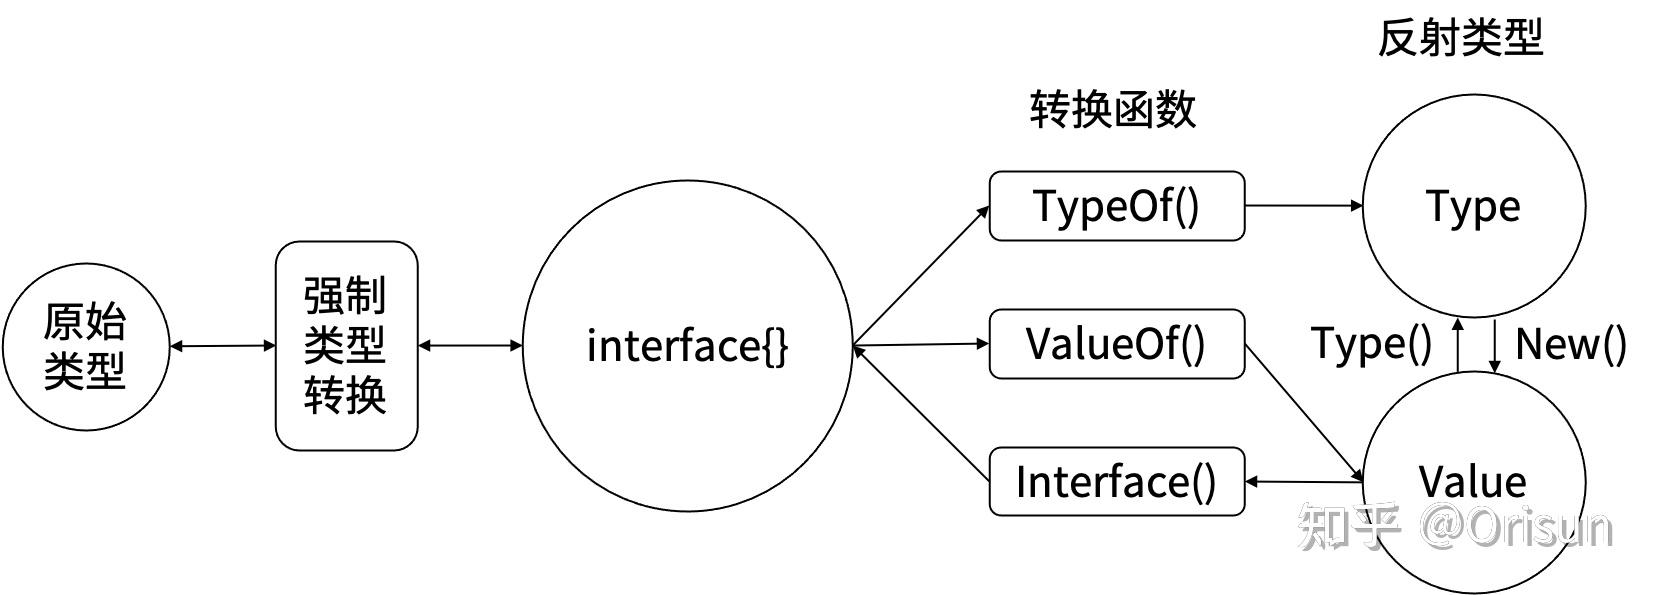 反射类型
转换函数
原始
类型
强制
类型
转换
interface{}
TypeOf()
Type
ValueOf()
Type()
New()
Interface()
Value
知乎 @Orisun